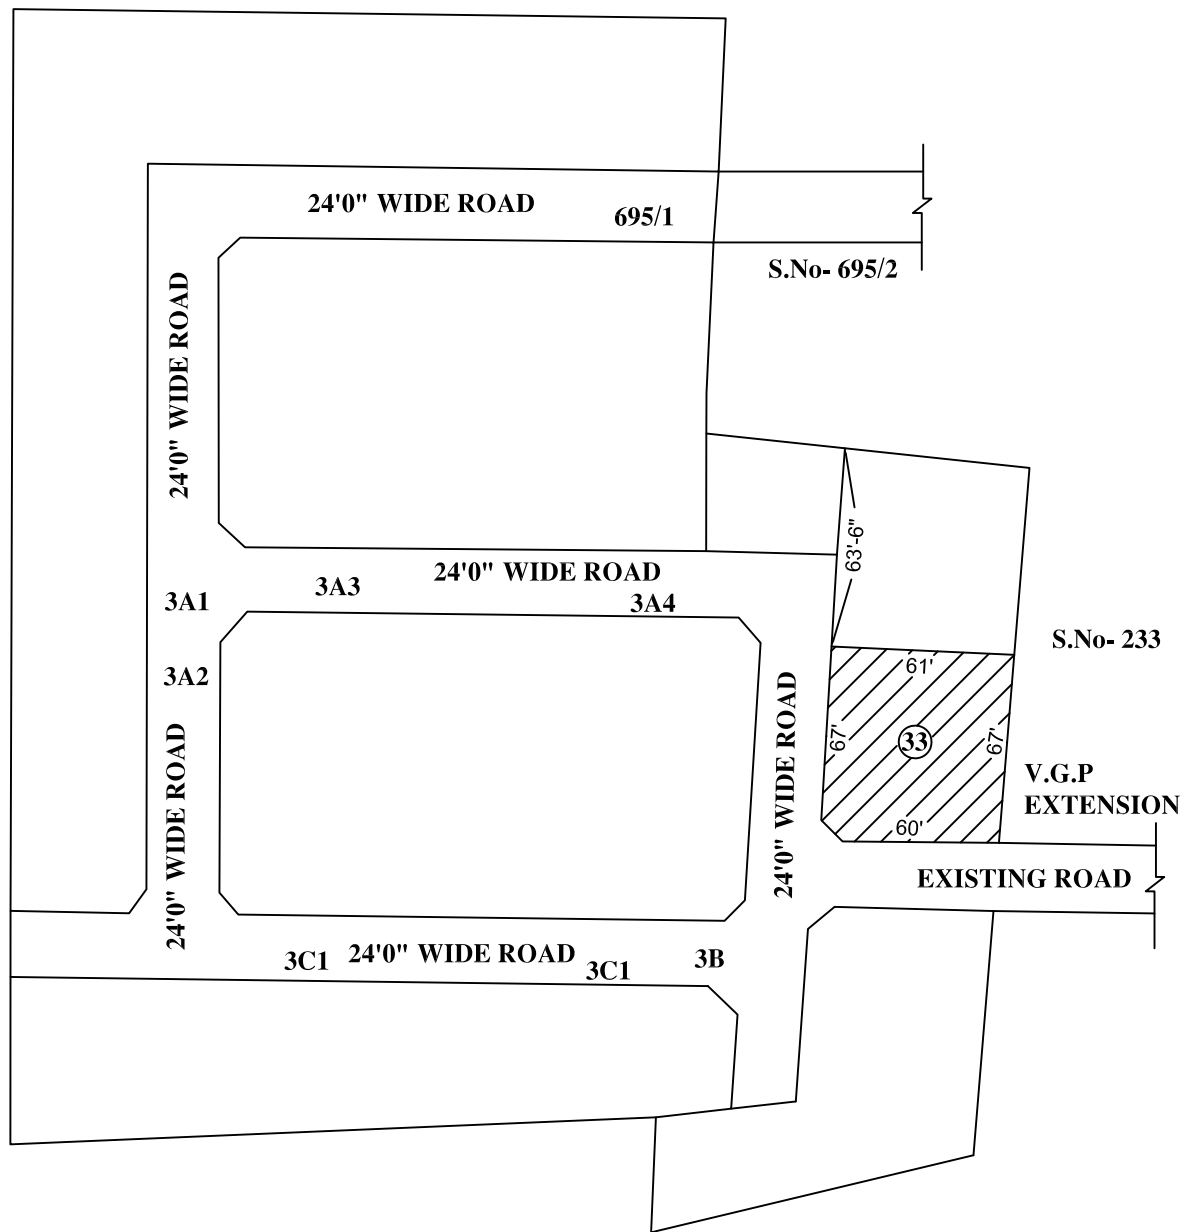 24'0" WIDE ROAD
695/1
S.No- 695/2
24'0" WIDE ROAD
63'-6"
24'0" WIDE ROAD
3A3
3A1
3A4
S.No- 233
61'
3A2
24'0" WIDE ROAD
67'
33
67'
V.G.P
EXTENSION
24'0" WIDE ROAD
60'
EXISTING ROAD
24'0" WIDE ROAD
3C1
3C1
3B